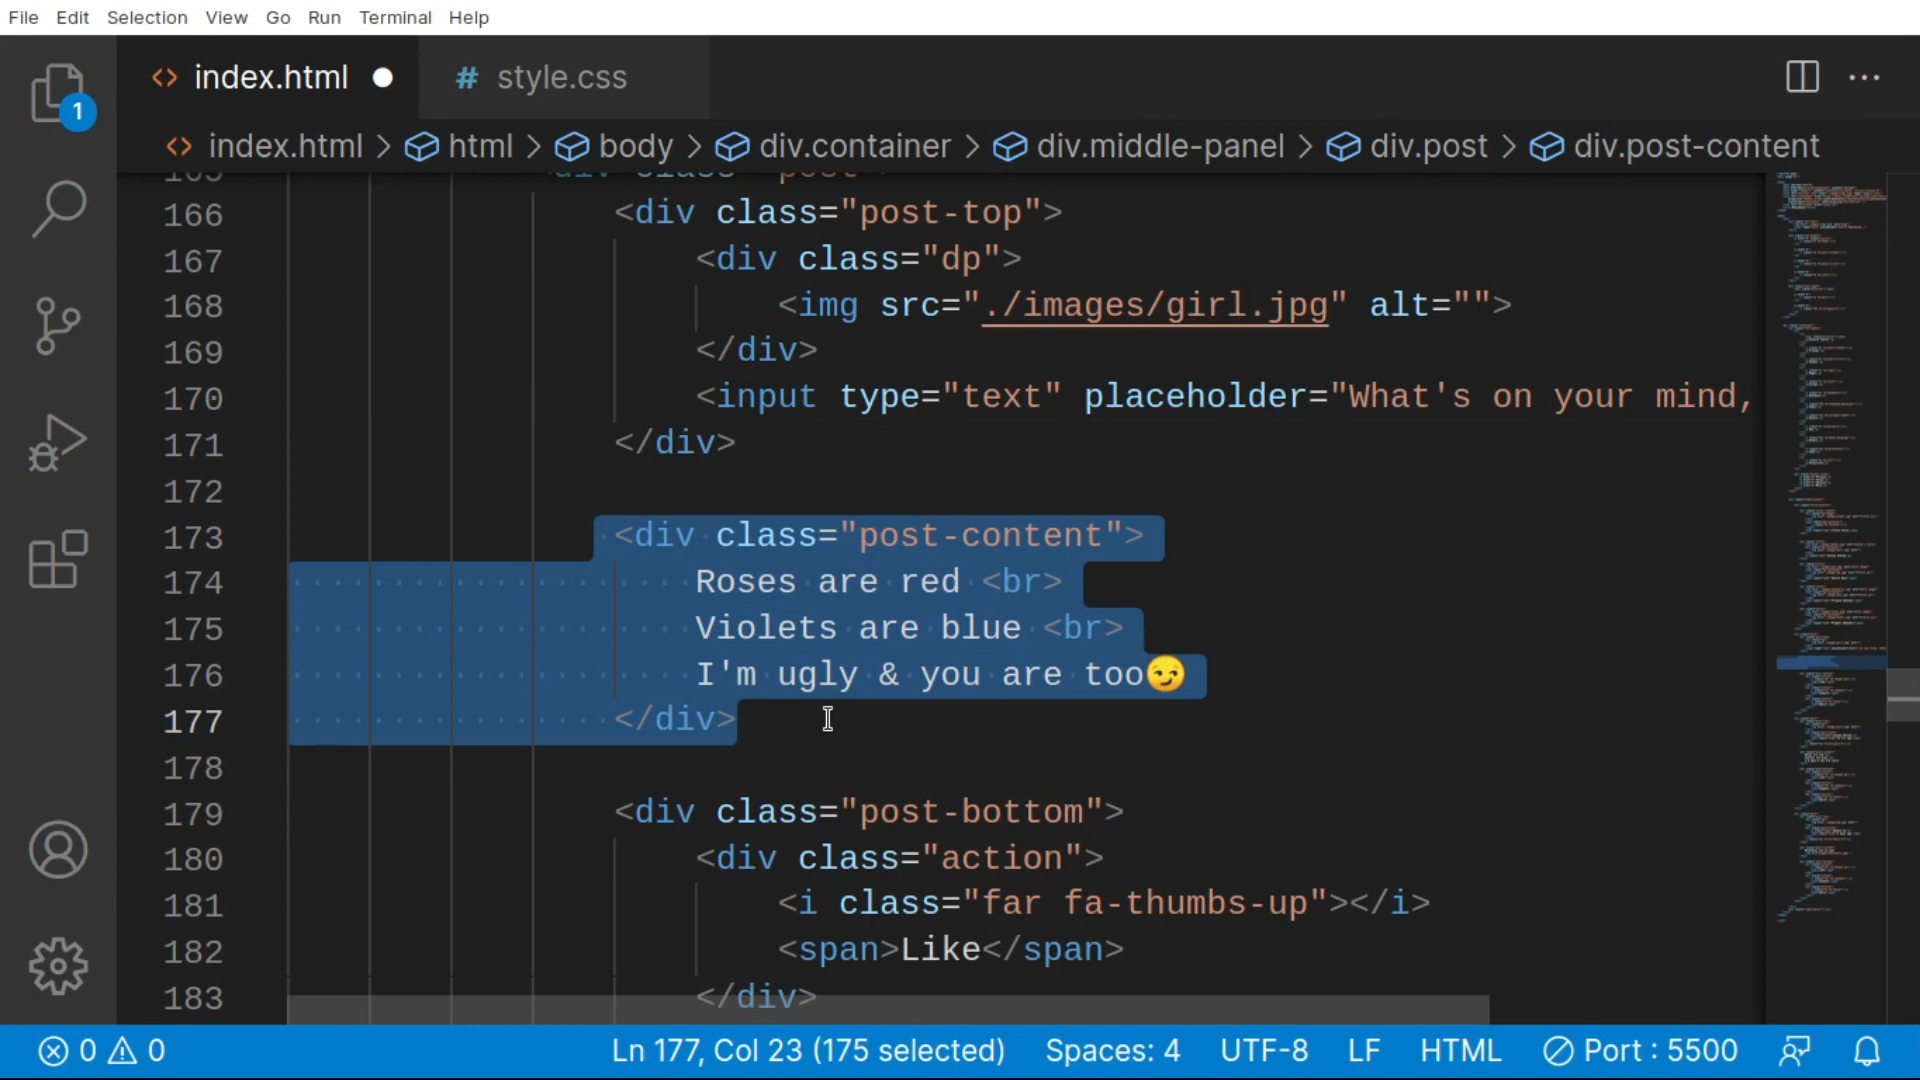 File Edit Selection View Go Run Terminal Help
index.html # style.css
1
index.html > html > body > div.container > div.middle-panel > div.post > div.post-content
165 <div class="post">
166 <div class="post-top">
167 <div class="dp">
168 <img src="./images/girl.jpg" alt="">
169 </div>
170 <input type="text" placeholder="What's on your mind,
171 </div>
172
173 <div class="post-content">
174 Roses are red <br>
175 Violets are blue <br>
176 I'm ugly & you are too😏
177 </div>
178
179 <div class="post-bottom">
180 <div class="action">
181 <i class="far fa-thumbs-up"></i>
182 <span>Like</span>
183 </div>
0 0 Ln 177, Col 23 (175 selected) Spaces: 4 UTF-8 LF HTML Port : 5500